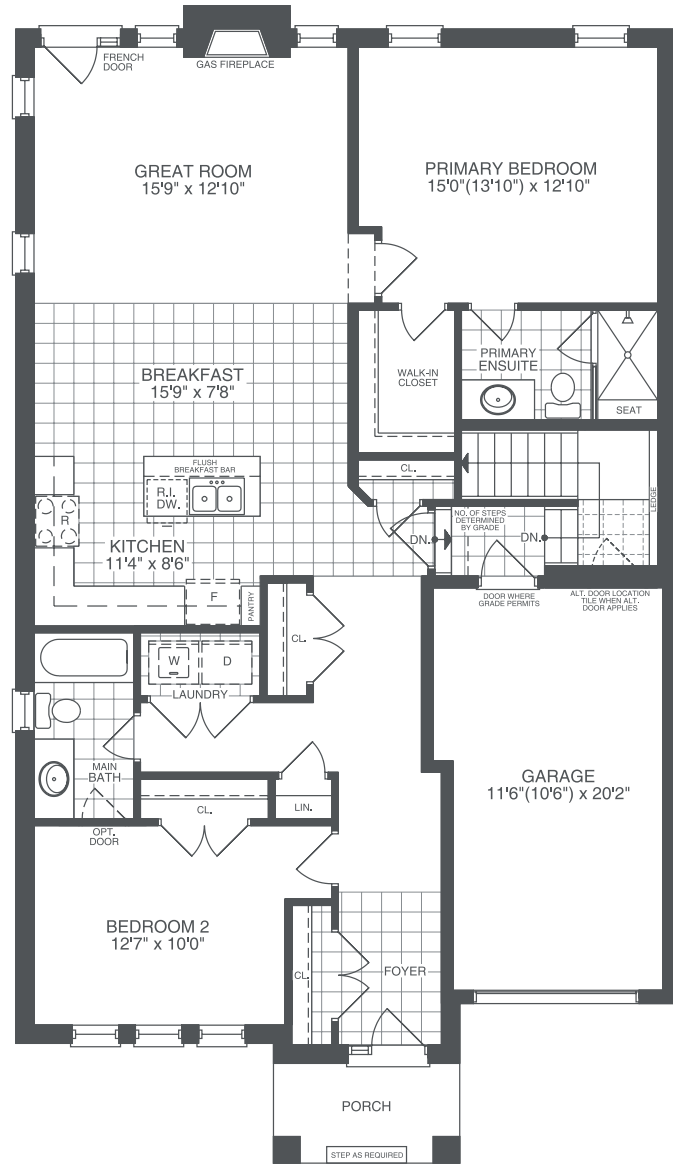 FRENCH
DOOR
GAS FIREPLACE
GREAT ROOM
15'9" x 12'10"
PRIMARY BEDROOM
15'0"(13'10") x 12'10"
BREAKFAST
15'9" x 7'8"
WALK-IN
CLOSET
PRIMARY
ENSUITE
SEAT
FLUSH
BREAKFAST BAR
R.I.
DW.
R
KITCHEN
11'4" x 8'6"
CL.
NO. OF STEPS
DETERMINED
BY GRADE
DN.
DN.
LEDGE
F
PANTRY
DOOR WHERE
GRADE PERMITS
ALT. DOOR LOCATION
TILE WHEN ALT.
DOOR APPLIES
CL.
W
D
LAUNDRY
MAIN
BATH
OPT.
DOOR
CL.
LIN.
GARAGE
11'6"(10'6") x 20'2"
BEDROOM 2
12'7" x 10'0"
CL.
FOYER
PORCH
STEP AS REQUIRED